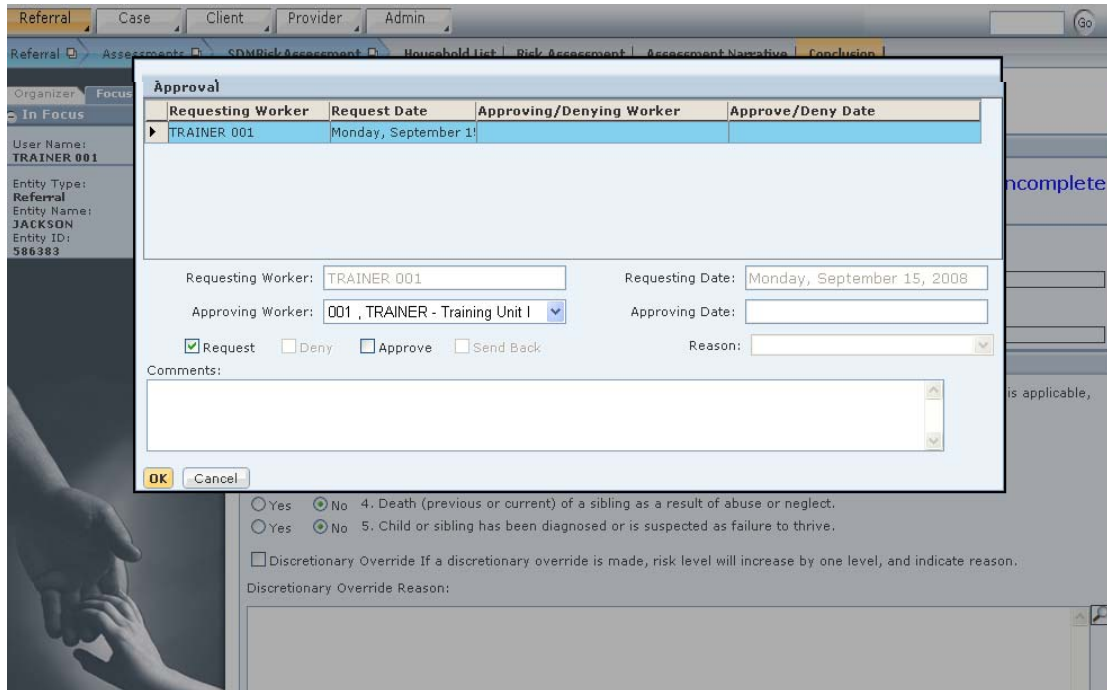 Referral Case Client Provider Admin Go
Referral Assessments SDMRiskAssessment Household List Risk Assessment Assessment Narrative Conclusion
Organizer Focus
In Focus
User Name:
TRAINER 001
Entity Type:
Referral
Entity Name:
JACKSON
Entity ID:
586383
ncomplete
Approval
Requesting Worker Request Date Approving/Denying Worker Approve/Deny Date
TRAINER 001 Monday, September 15
Requesting Worker: TRAINER 001 Requesting Date: Monday, September 15, 2008
Approving Worker: 001 , TRAINER - Training Unit I Approving Date:
Request Deny Approve Send Back Reason:
Comments:
is applicable,
OK Cancel
Yes No 4. Death (previous or current) of a sibling as a result of abuse or neglect.
Yes No 5. Child or sibling has been diagnosed or is suspected as failure to thrive.
Discretionary Override If a discretionary override is made, risk level will increase by one level, and indicate reason.
Discretionary Override Reason: